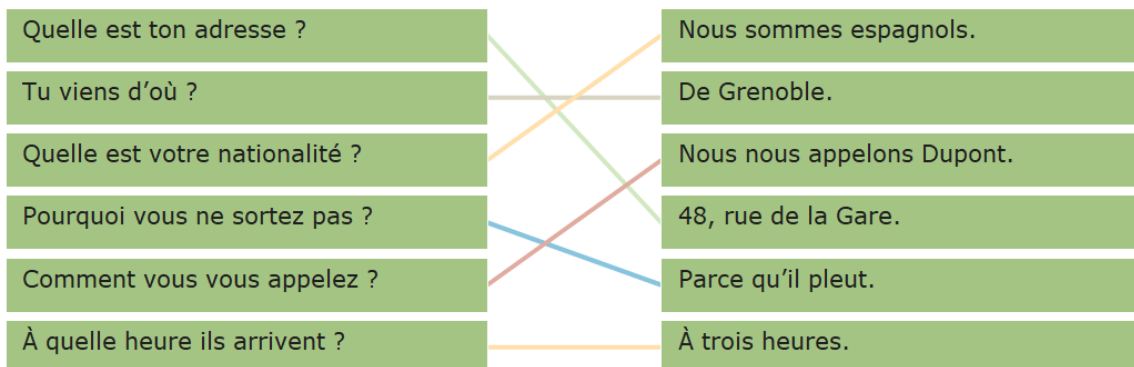 Quelle est ton adresse ?
Nous sommes espagnols.
Tu viens d’où ?
De Grenoble.
Quelle est votre nationalité ?
Nous nous appelons Dupont.
Pourquoi vous ne sortez pas ?
48, rue de la Gare.
Comment vous vous appelez ?
Parce qu’il pleut.
À quelle heure ils arrivent ?
À trois heures.